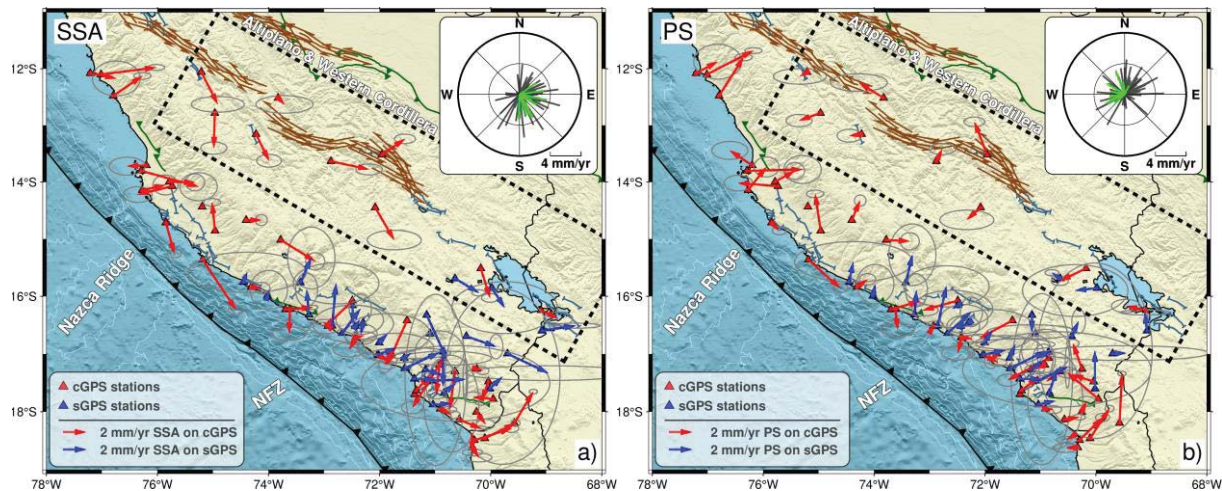 SSA
Altiplano & Western Cordillera
N
W
E
S
4 mm/yr
12°S
14°S
16°S
18°S
Nazca Ridge
NFZ
cGPS stations
sGPS stations
2 mm/yr SSA on cGPS
2 mm/yr SSA on sGPS
a)
78°W
76°W
74°W
72°W
70°W
68°W
PS
Altiplano & Western Cordillera
N
W
E
S
4 mm/yr
12°S
14°S
16°S
18°S
Nazca Ridge
NFZ
cGPS stations
sGPS stations
2 mm/yr PS on cGPS
2 mm/yr PS on sGPS
b)
78°W
76°W
74°W
72°W
70°W
68°W